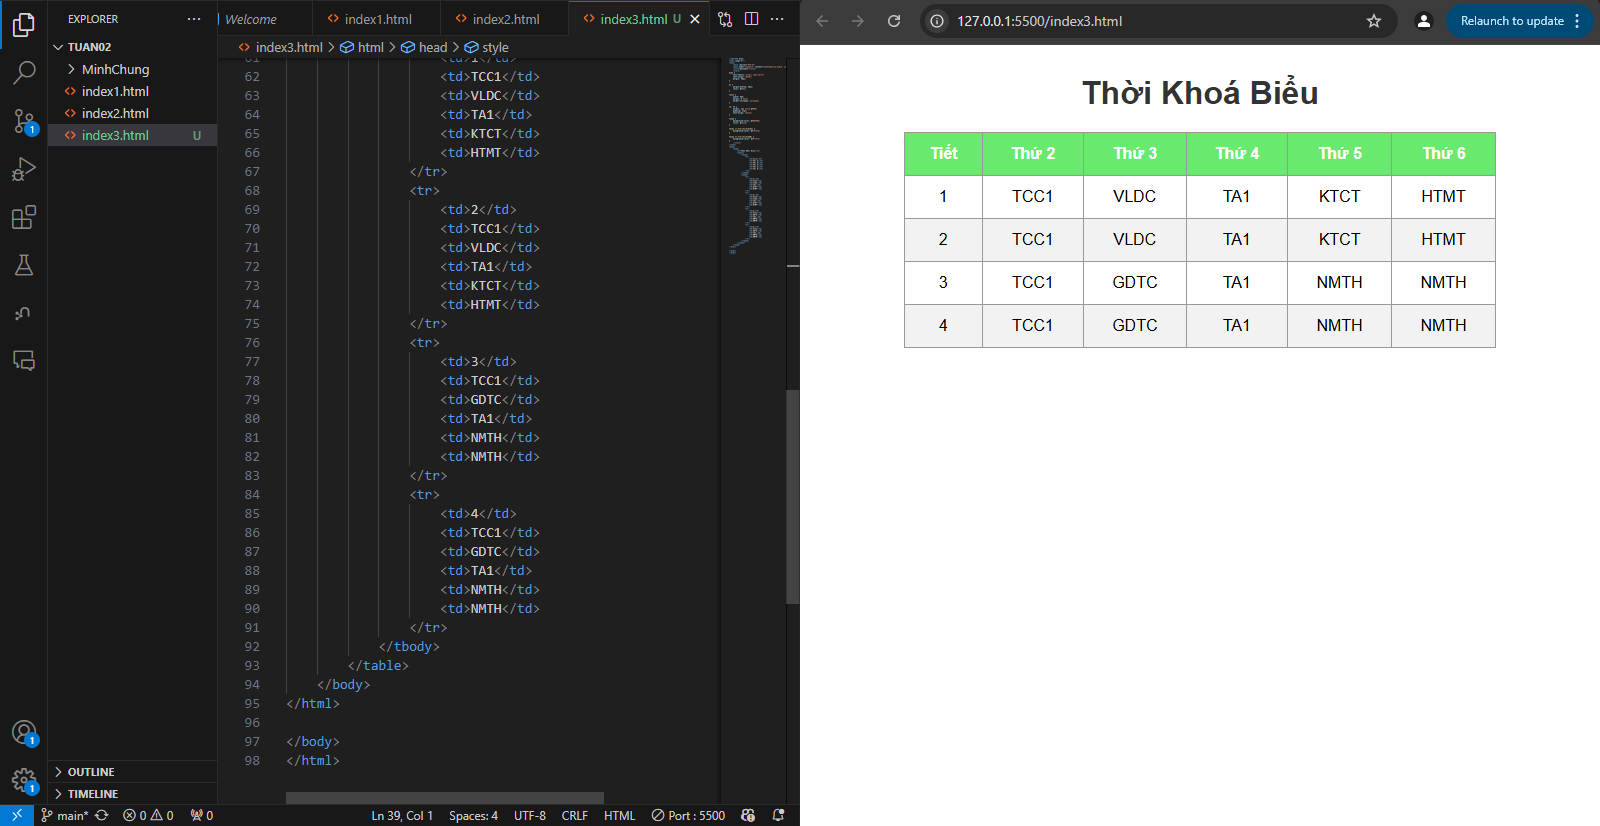 EXPLORER
TUAN02
MinhChung
index1.html
index2.html
index3.html U
OUTLINE
TIMELINE
Welcome index1.html index2.html index3.html U
index3.html > html > head > style
61 <td>1</td>
62 <td>TCC1</td>
63 <td>VLDC</td>
64 <td>TA1</td>
65 <td>KTCT</td>
66 <td>HTMT</td>
67 </tr>
68 <tr>
69 <td>2</td>
70 <td>TCC1</td>
71 <td>VLDC</td>
72 <td>TA1</td>
73 <td>KTCT</td>
74 <td>HTMT</td>
75 </tr>
76 <tr>
77 <td>3</td>
78 <td>TCC1</td>
79 <td>GDTC</td>
80 <td>TA1</td>
81 <td>NMTH</td>
82 <td>NMTH</td>
83 </tr>
84 <tr>
85 <td>4</td>
86 <td>TCC1</td>
87 <td>GDTC</td>
88 <td>TA1</td>
89 <td>NMTH</td>
90 <td>NMTH</td>
91 </tr>
92 </tbody>
93 </table>
94 </body>
95 </html>
96
97 </body>
98 </html>
1
1
1
main* 0 0 0 Ln 39, Col 1 Spaces: 4 UTF-8 CRLF HTML Port : 5500
127.0.0.1:5500/index3.html Relaunch to update
Thời Khoá Biểu
Tiết Thứ 2 Thứ 3 Thứ 4 Thứ 5 Thứ 6
1 TCC1 VLDC TA1 KTCT HTMT
2 TCC1 VLDC TA1 KTCT HTMT
3 TCC1 GDTC TA1 NMTH NMTH
4 TCC1 GDTC TA1 NMTH NMTH